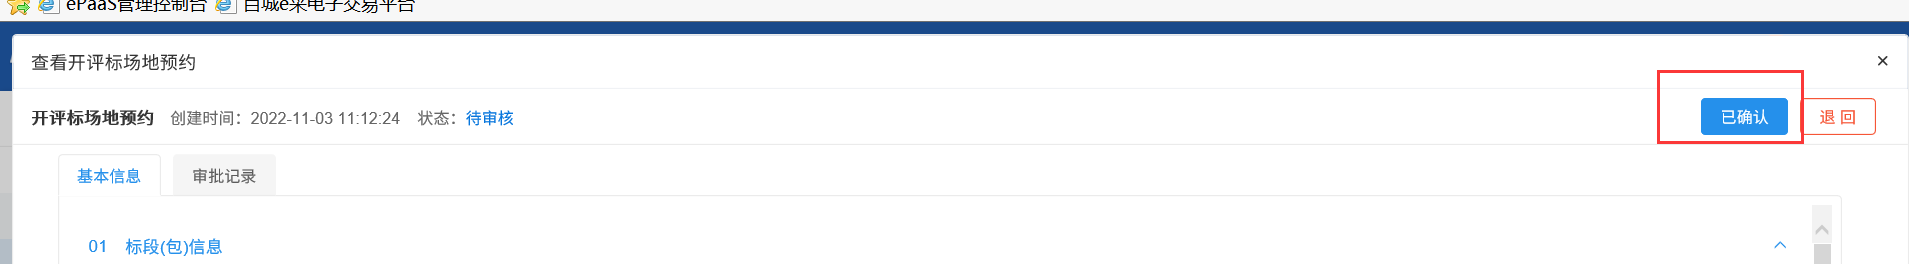 ePaaS管理控制台 白城e采电子交易平台
查看开评标场地预约 ×
开评标场地预约 创建时间：2022-11-03 11:12:24 状态：待审核 已确认 退 回
基本信息 审批记录
01 标段(包)信息